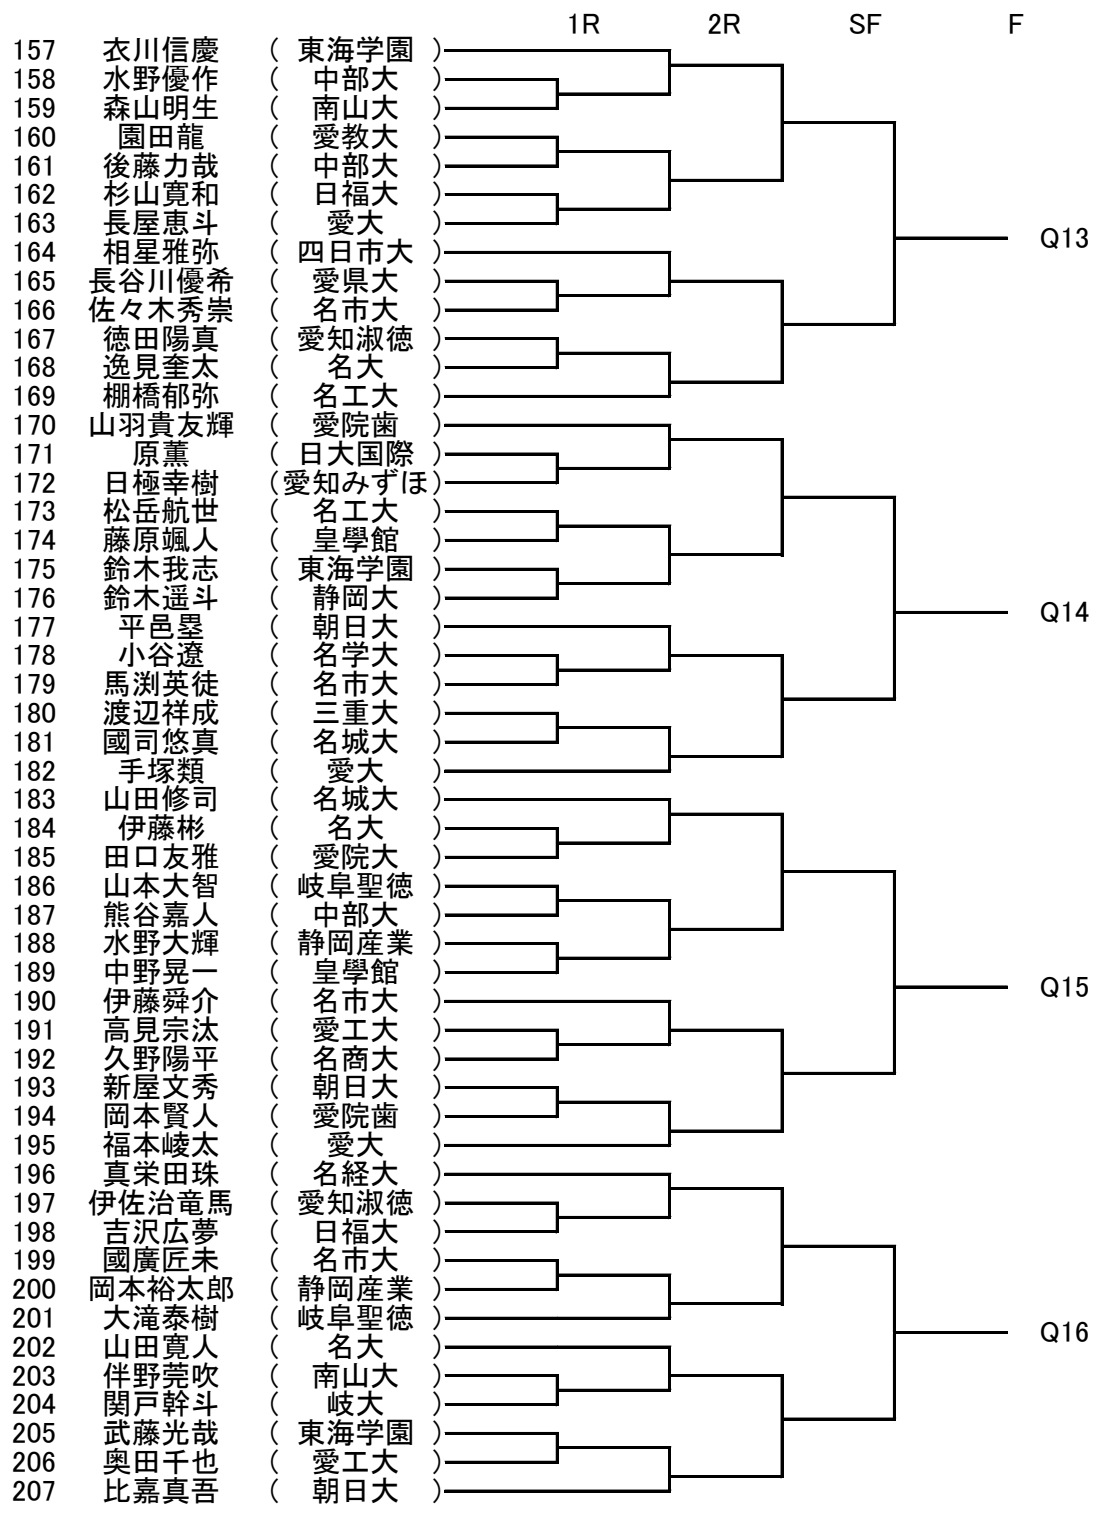 1R 2R SF F
157 衣川信慶 ( 東海学園 )
158 水野優作 ( 中部大 )
159 森山明生 ( 南山大 )
160 園田龍 ( 愛教大 )
161 後藤力哉 ( 中部大 )
162 杉山寛和 ( 日福大 )
163 長屋恵斗 ( 愛大 )
164 相星雅弥 ( 四日市大 )
Q13
165 長谷川優希 ( 愛県大 )
166 佐々木秀崇 ( 名市大 )
167 徳田陽真 ( 愛知淑徳 )
168 逸見奎太 ( 名大 )
169 棚橋郁弥 ( 名工大 )
170 山羽貴友輝 ( 愛院歯 )
171 原薫 ( 日大国際 )
172 日極幸樹 ( 愛知みずほ )
173 松岳航世 ( 名工大 )
174 藤原颯人 ( 皇學館 )
175 鈴木我志 ( 東海学園 )
176 鈴木遥斗 ( 静岡大 )
Q14
177 平邑塁 ( 朝日大 )
178 小谷遼 ( 名学大 )
179 馬渕英徒 ( 名市大 )
180 渡辺祥成 ( 三重大 )
181 國司悠真 ( 名城大 )
182 手塚類 ( 愛大 )
183 山田修司 ( 名城大 )
184 伊藤彬 ( 名大 )
185 田口友雅 ( 愛院大 )
186 山本大智 ( 岐阜聖徳 )
187 熊谷嘉人 ( 中部大 )
188 水野大輝 ( 静岡産業 )
189 中野晃一 ( 皇學館 )
Q15
190 伊藤舜介 ( 名市大 )
191 高見宗汰 ( 愛工大 )
192 久野陽平 ( 名商大 )
193 新屋文秀 ( 朝日大 )
194 岡本賢人 ( 愛院歯 )
195 福本崚太 ( 愛大 )
196 真栄田珠 ( 名経大 )
197 伊佐治竜馬 ( 愛知淑徳 )
198 吉沢広夢 ( 日福大 )
199 國廣匠未 ( 名市大 )
200 岡本裕太郎 ( 静岡産業 )
201 大滝泰樹 ( 岐阜聖徳 )
Q16
202 山田寛人 ( 名大 )
203 伴野莞吹 ( 南山大 )
204 関戸幹斗 ( 岐大 )
205 武藤光哉 ( 東海学園 )
206 奥田千也 ( 愛工大 )
207 比嘉真吾 ( 朝日大 )